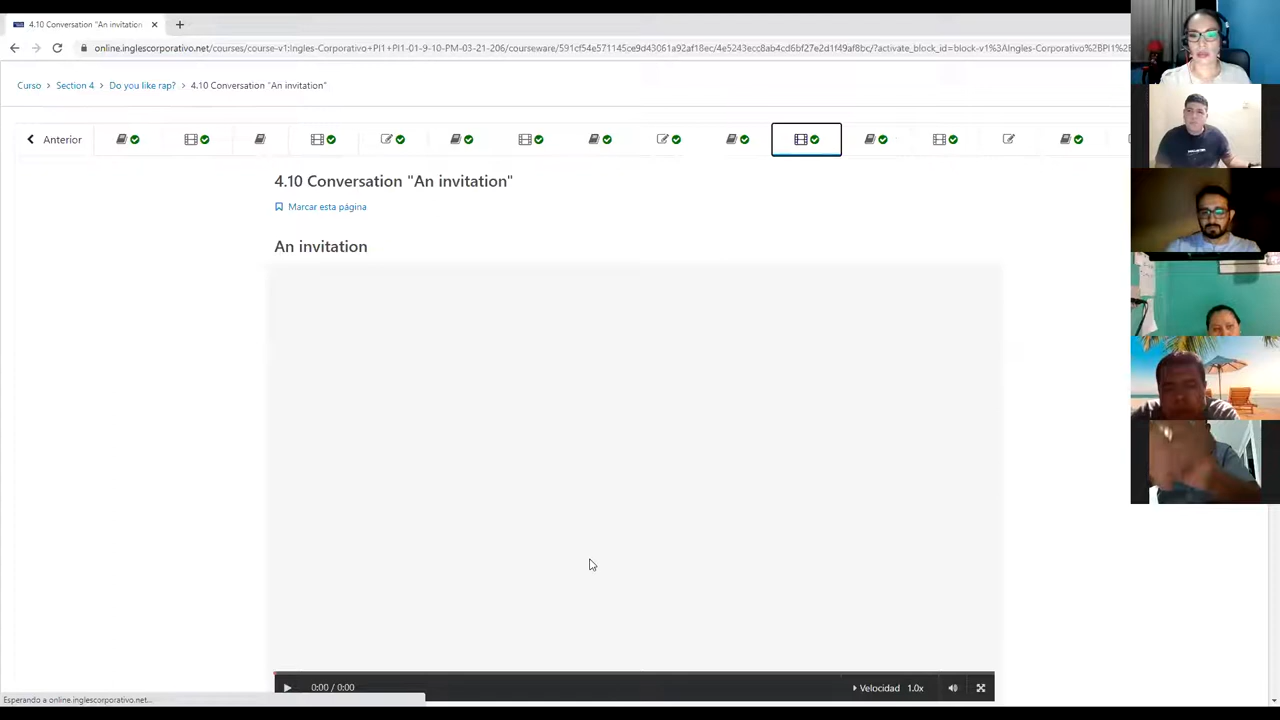 4.10 Conversation "An invitation
online.inglescorporativo.net/courses/course-v1:Ingles-Corporativo+PI1+PI1-01-9-10-PM-03-21-26/courseware/591cf54e571145ce9d43061a92af18ec/4e5243ecc8ab4cd6bf27e2d1f49af8bc/?activate_block_id=block-v1%3AIngles-Corporativo%2BPI1%
Curso > Section 4 > Do you like rap? > 4.10 Conversation "An invitation"
Anterior
4.10 Conversation "An invitation"
Marcar esta página
An invitation
0:00 / 0:00
Velocidad 1.0x
Esperando a online.inglescorporativo.net...